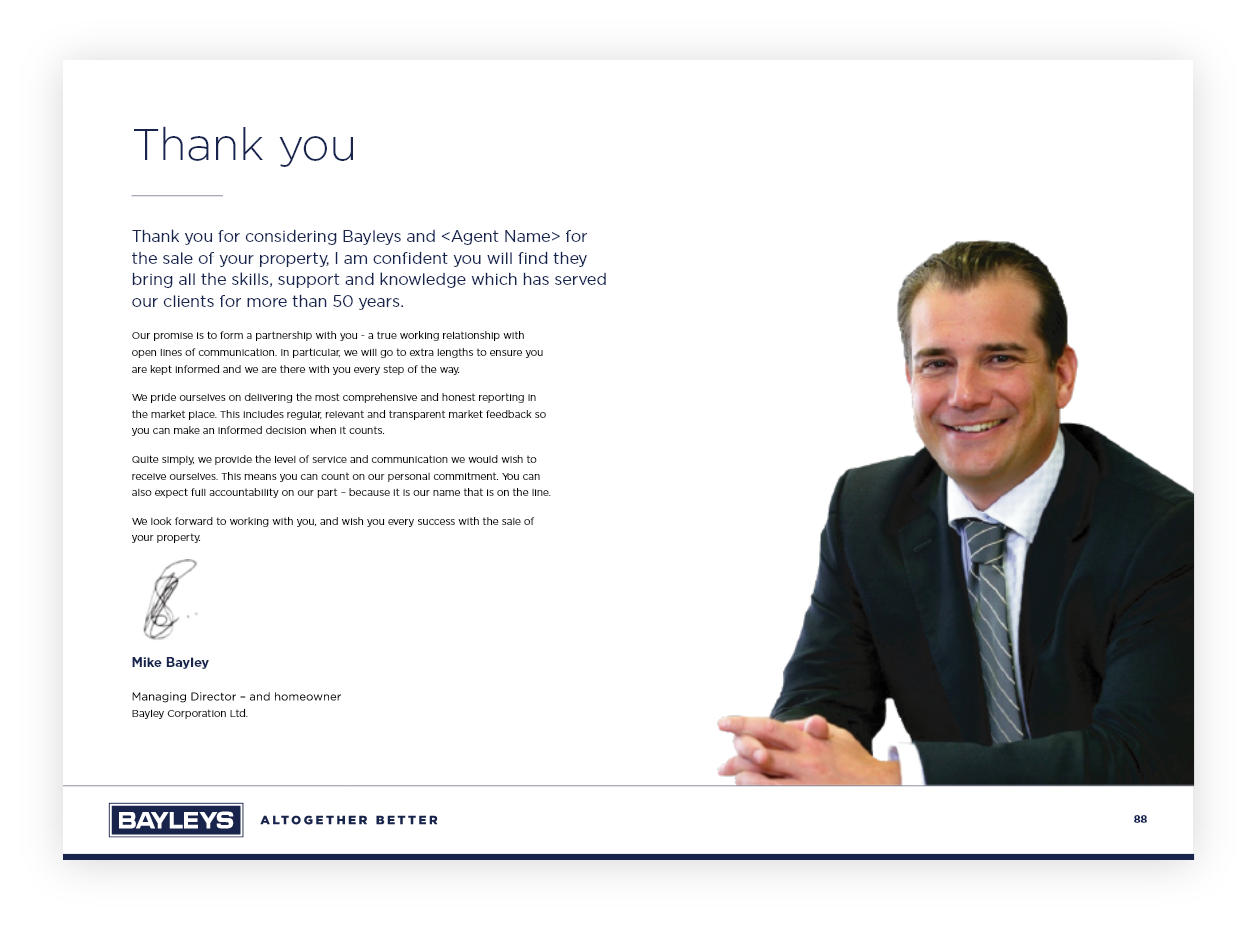 Thank you
Thank you for considering Bayleys and <Agent Name> for
the sale of your property, I am confident you will find they
bring all the skills, support and knowledge which has served
our clients for more than 50 years.
Our promise is to form a partnership with you - a true working relationship with
open lines of communication. In particular, we will go to extra lengths to ensure you
are kept informed and we are there with you every step of the way.
We pride ourselves on delivering the most comprehensive and honest reporting in
the market place. This includes regular, relevant and transparent market feedback so
you can make an informed decision when it counts.
Quite simply, we provide the level of service and communication we would wish to
receive ourselves. This means you can count on our personal commitment. You can
also expect full accountability on our part – because it is our name that is on the line.
We look forward to working with you, and wish you every success with the sale of
your property.
Mike Bayley
Managing Director – and homeowner
Bayley Corporation Ltd.
BAYLEYS ALTOGETHER BETTER 88